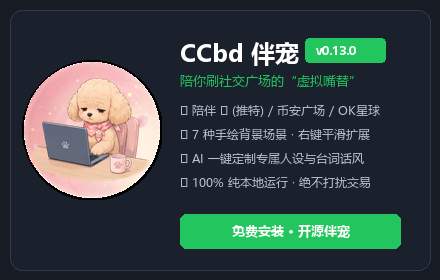 CCbd 伴宠 v0.13.0
陪你刷社交广场的“虚拟嘴替”
陪伴 (推特) / 币安广场 / OK星球
7 种手绘背景场景 · 右键平滑扩展
AI 一键定制专属人设与台词话风
100% 纯本地运行 · 绝不打扰交易
免费安装 • 开源伴宠